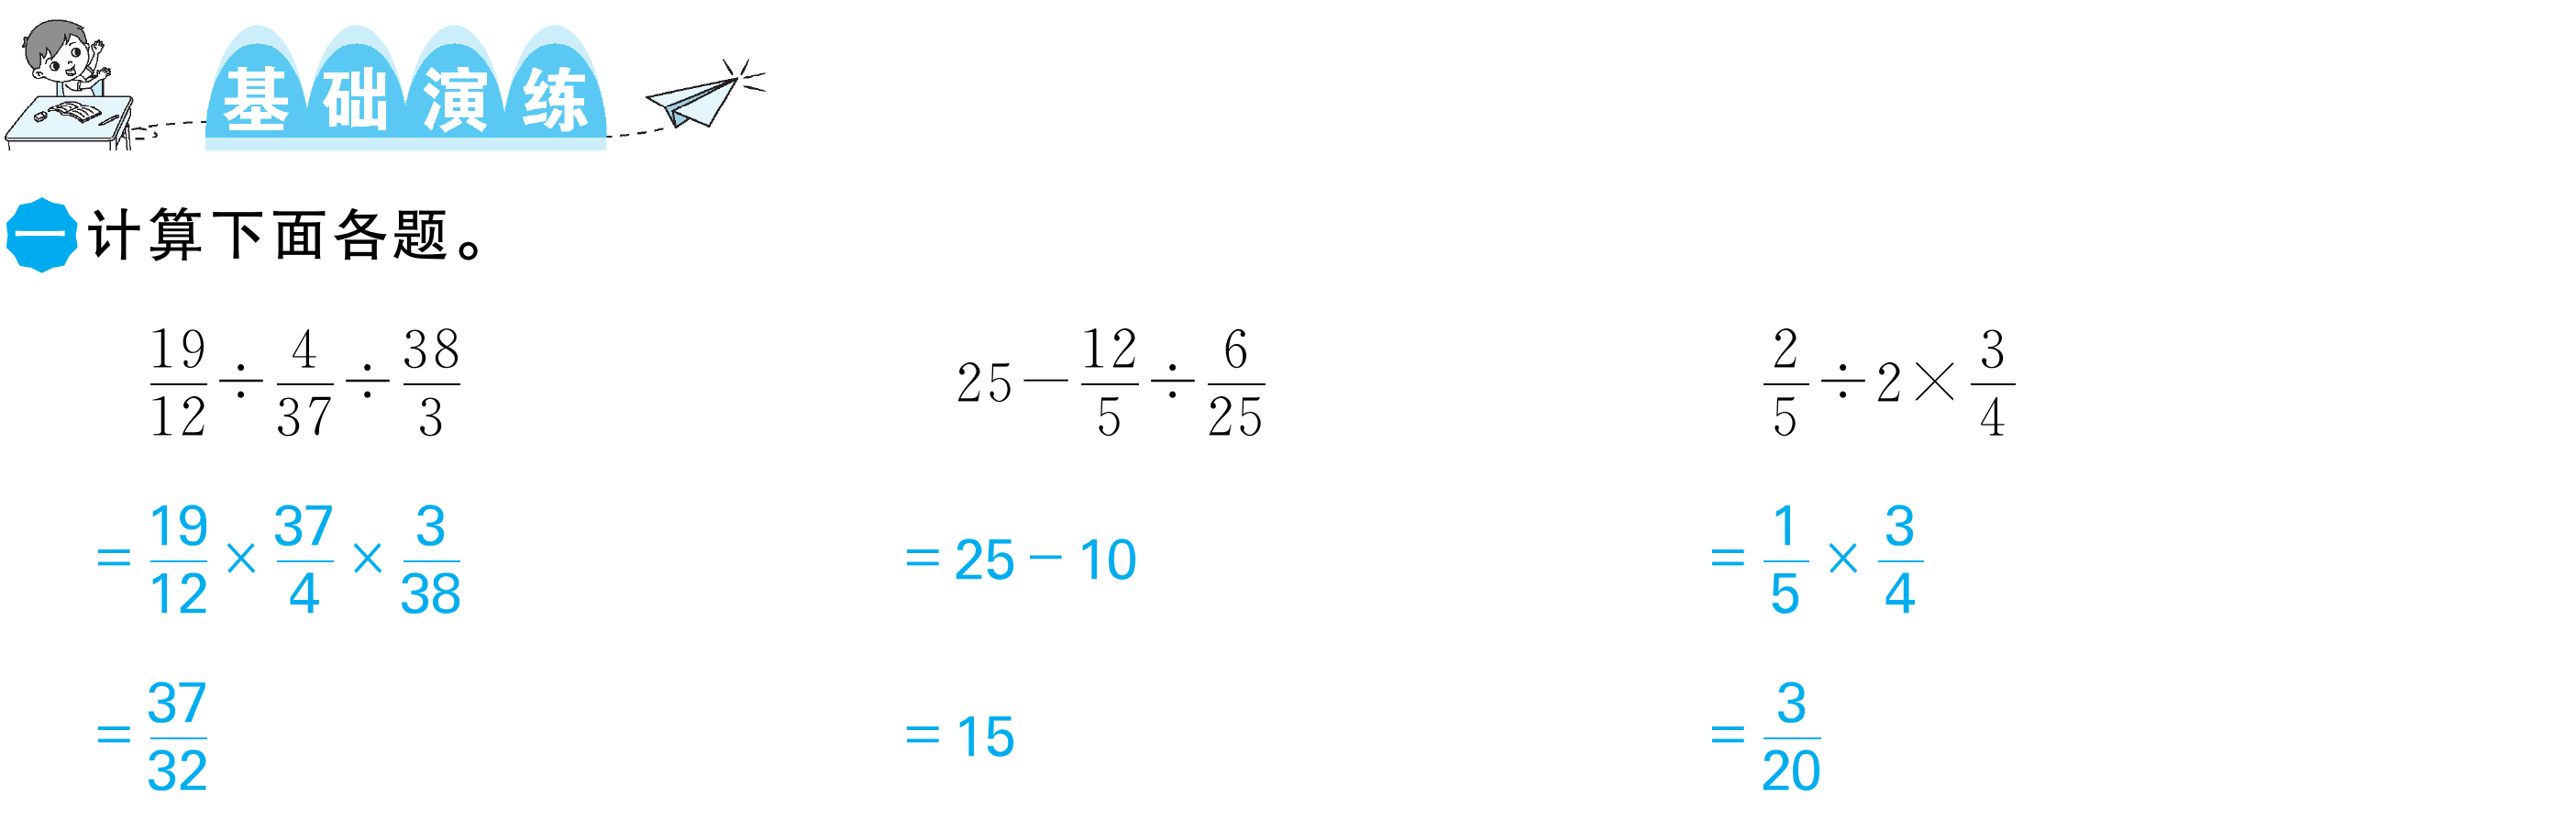 基础演练
一 计算下面各题。
19/12 ÷ 4/37 ÷ 38/3
= 19/12 × 37/4 × 3/38
= 37/32
25 − 12/5 ÷ 6/25
= 25 − 10
= 15
2/5 ÷ 2 × 3/4
= 1/5 × 3/4
= 3/20